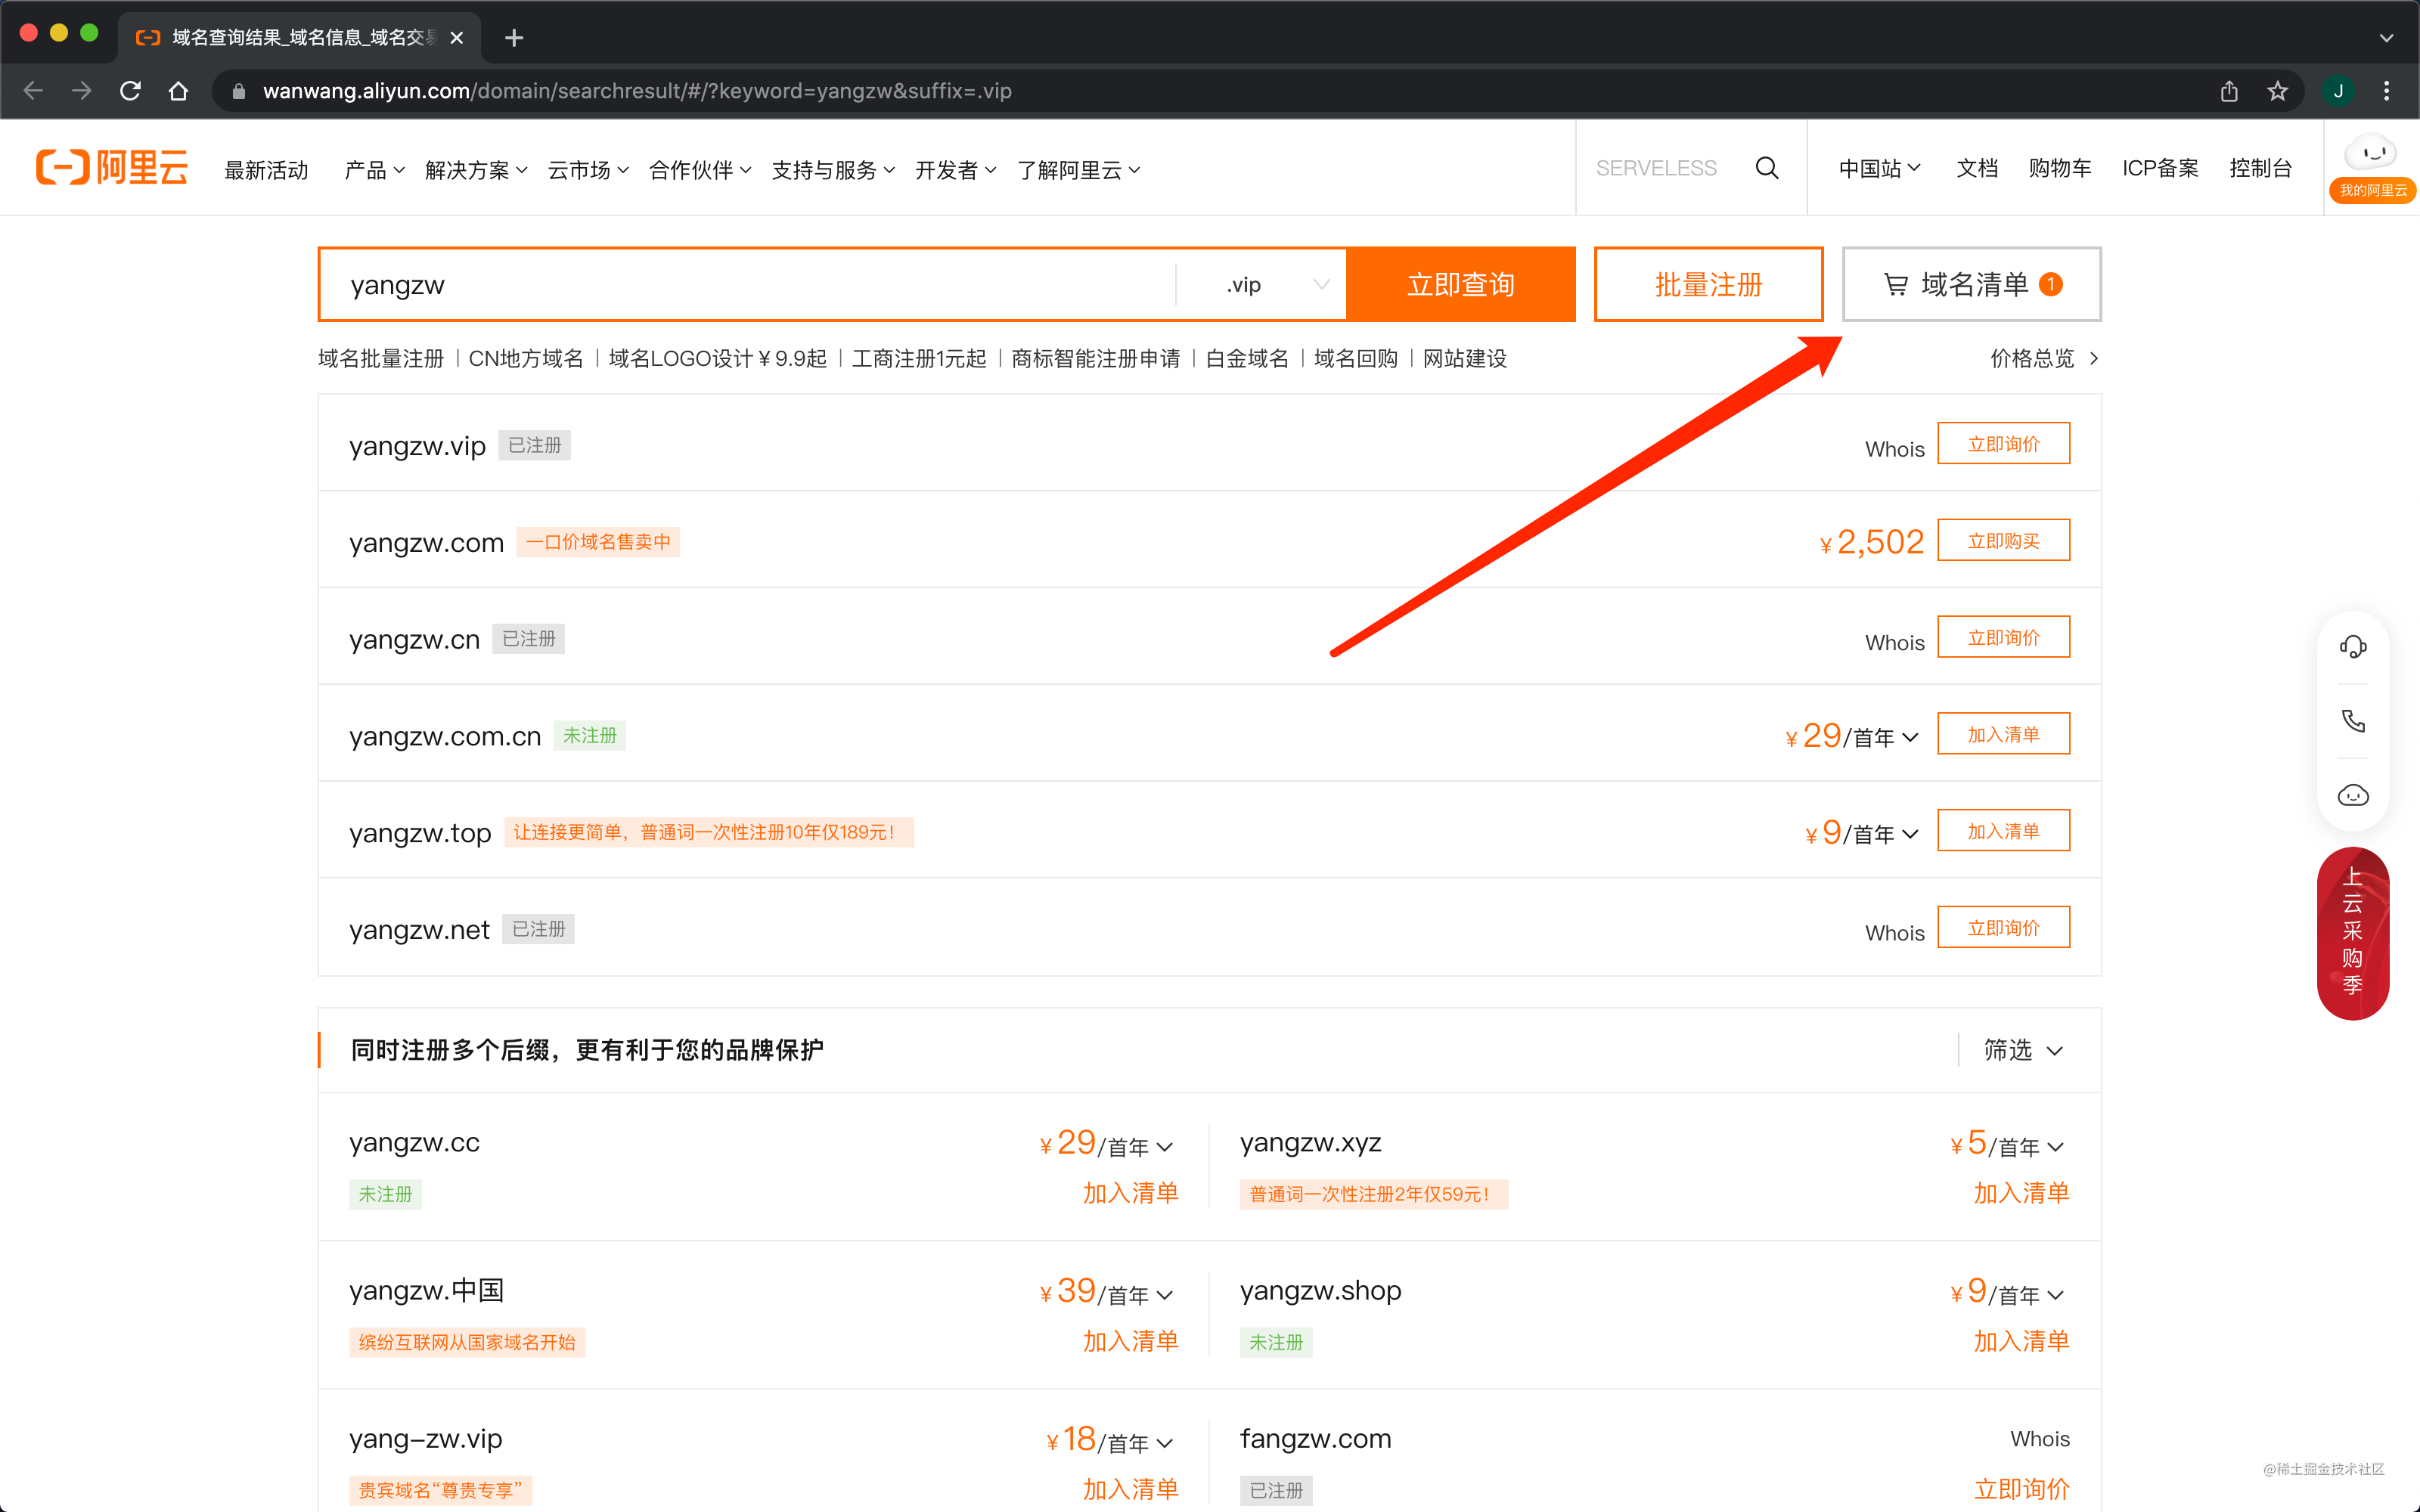 域名查询结果_域名信息_域名交易
wanwang.aliyun.com/domain/searchresult/#/?keyword=yangzw&suffix=.vip
J
阿里云 最新活动 产品 解决方案 云市场 合作伙伴 支持与服务 开发者 了解阿里云 SERVELESS 中国站 文档 购物车 ICP备案 控制台
我的阿里云
yangzw .vip 立即查询 批量注册 域名清单 1
域名批量注册 | CN地方域名 | 域名LOGO设计¥9.9起 | 工商注册1元起 | 商标智能注册申请 | 白金域名 | 域名回购 | 网站建设 价格总览
yangzw.vip 已注册 Whois 立即询价
yangzw.com 一口价域名售卖中 ¥2,502 立即购买
yangzw.cn 已注册 Whois 立即询价
yangzw.com.cn 未注册 ¥29/首年 加入清单
yangzw.top 让连接更简单，普通词一次性注册10年仅189元！ ¥9/首年 加入清单
yangzw.net 已注册 Whois 立即询价
上云采购季
同时注册多个后缀，更有利于您的品牌保护 筛选
yangzw.cc ¥29/首年 yangzw.xyz ¥5/首年
未注册 加入清单 普通词一次性注册2年仅59元！ 加入清单
yangzw.中国 ¥39/首年 yangzw.shop ¥9/首年
缤纷互联网从国家域名开始 加入清单 未注册 加入清单
yang-zw.vip ¥18/首年 fangzw.com Whois
贵宾域名“尊贵专享” 加入清单 已注册 立即询价
@稀土掘金技术社区